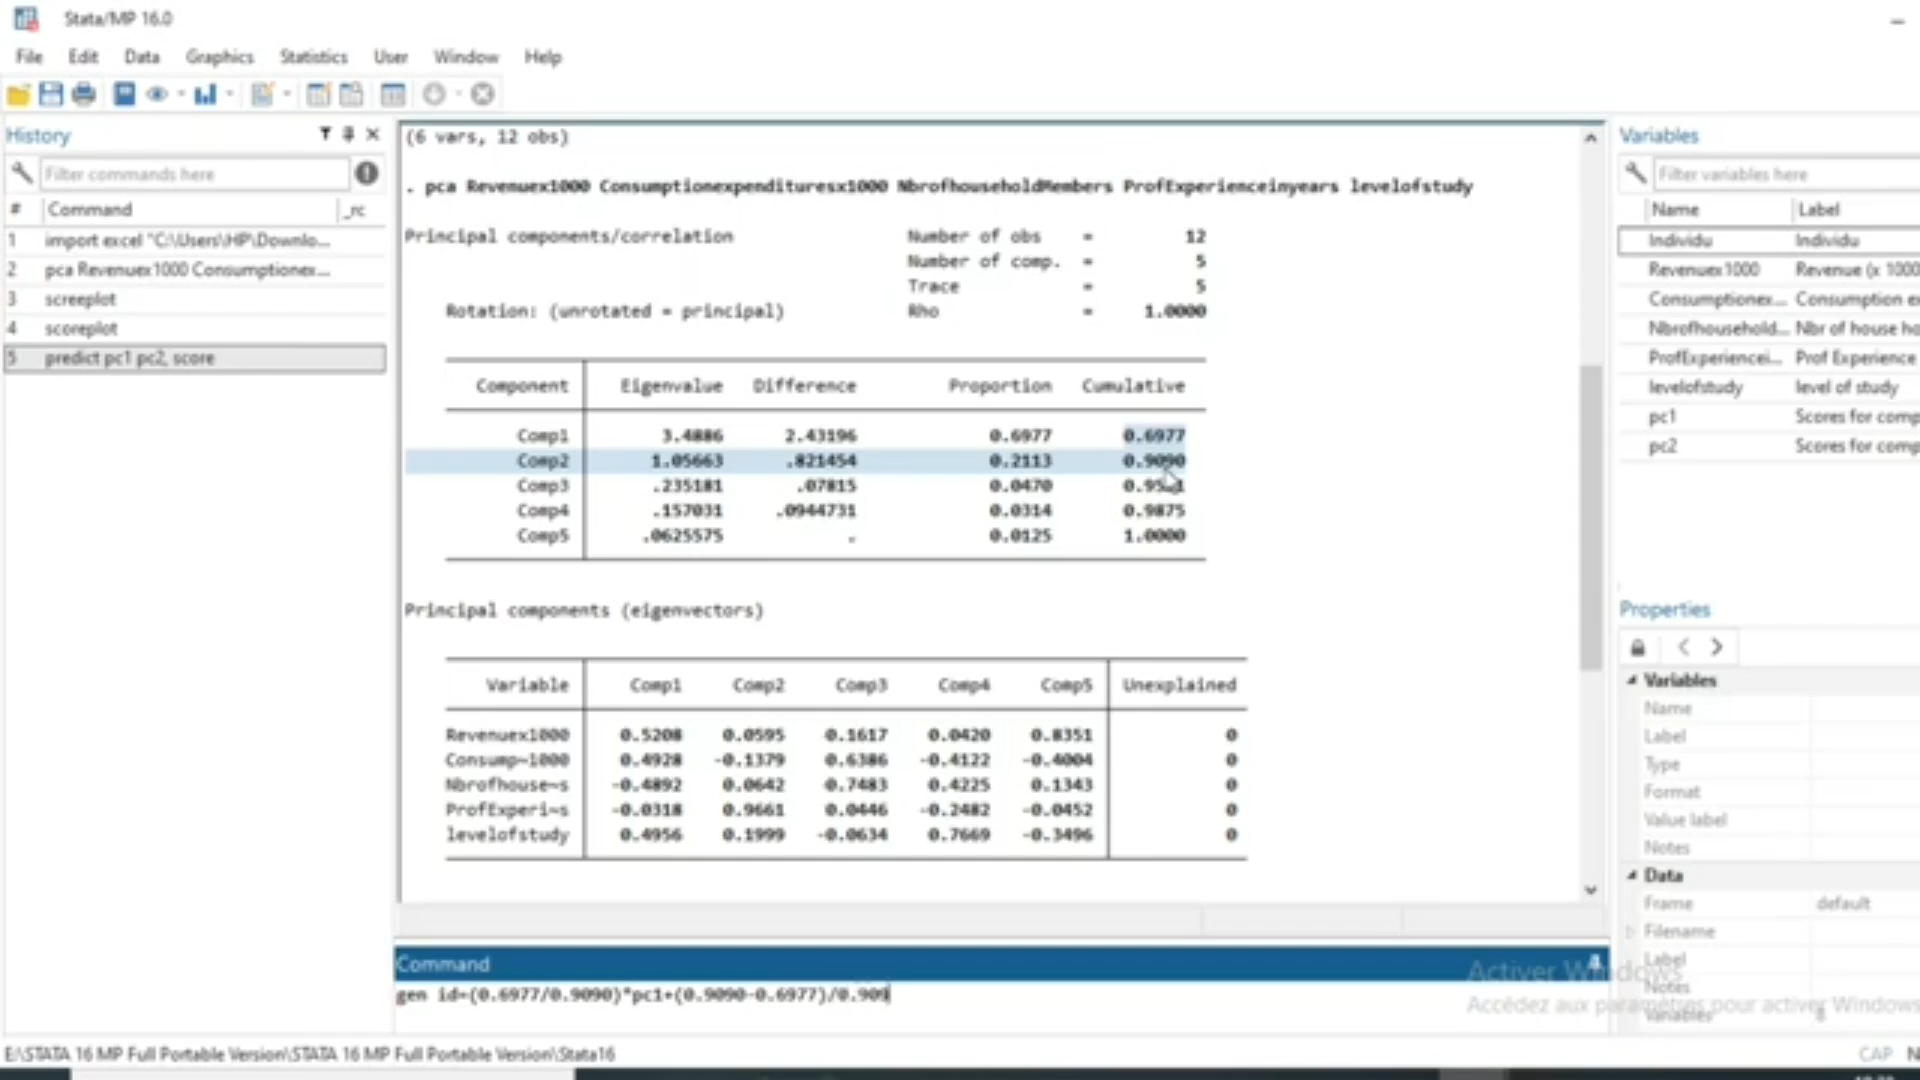 Stata/MP 16.0
File Edit Data Graphics Statistics User Window Help
History
Filter commands here
# Command _rc
1 import excel "C:\Users\HP\Downlo...
2 pca Revenuex1000 Consumptionex...
3 screeplot
4 scoreplot
5 predict pc1 pc2, score
(6 vars, 12 obs)
. pca Revenuex1000 Consumptionexpendituresx1000 NbrofhouseholdMembers ProfExperienceinyears levelofstudy
Principal components/correlation Number of obs = 12
Number of comp. = 5
Trace = 5
Rotation: (unrotated = principal) Rho = 1.0000
Component Eigenvalue Difference Proportion Cumulative
Comp1 3.4886 2.43196 0.6977 0.6977
Comp2 1.05663 .821454 0.2113 0.9090
Comp3 .235181 .07815 0.0470
Comp4 .157031 .0944731 0.0314 0.9875
Comp5 .0625575 . 0.0125 1.0000
Principal components (eigenvectors)
Variable Comp1 Comp2 Comp3 Comp4 Comp5 Unexplained
Revenuex1000 0.5208 0.0595 0.1617 0.0420 0.8351 0
Consump~1000 0.4928 -0.1379 0.6386 -0.4122 -0.4004 0
Nbrofhouse~s -0.4892 0.0642 0.7483 0.4225 0.1343 0
ProfExperi~s -0.0318 0.9661 0.0446 -0.2482 -0.0452 0
levelofstudy 0.4956 0.1999 -0.0634 0.7669 -0.3496 0
Command
gen id=(0.6977/0.9090)*pc1+(0.9090-0.6977)/0.909
Variables
Filter variables here
Name Label
Individu Individu
Revenuex1000 Revenue (x 1000
Consumptionex... Consumption ex
Nbrofhousehold... Nbr of house ho
ProfExperiencei... Prof Experience
levelofstudy level of study
pc1 Scores for comp
pc2 Scores for comp
Properties
Variables
Name
Label
Type
Format
Value label
Notes
Data
Frame default
Filename
Label
Notes
Variables 8
Activer Windows
Accédez aux paramètres pour activer Windows
E:\STATA 16 MP Full Portable Version\STATA 16 MP Full Portable Version\Stata16
CAP N